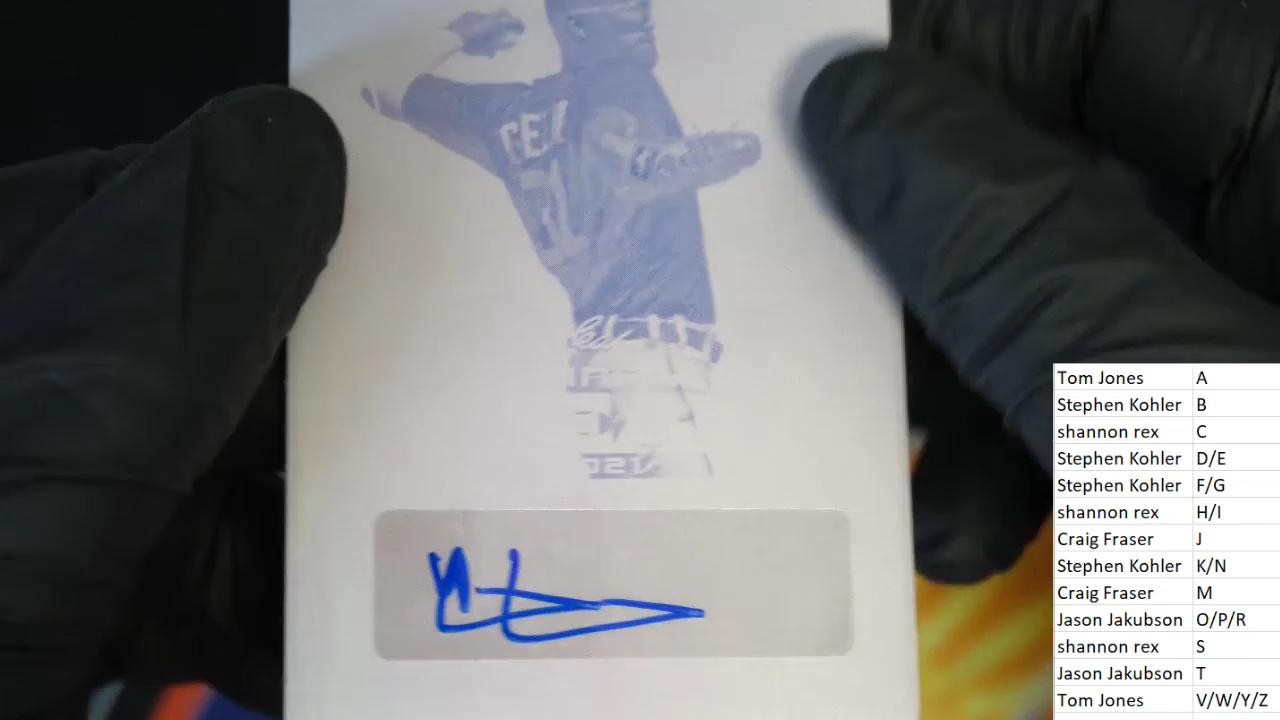 Tom Jones A
Stephen Kohler B
shannon rex C
Stephen Kohler D/E
Stephen Kohler F/G
shannon rex H/I
Craig Fraser J
Stephen Kohler K/N
Craig Fraser M
Jason Jakubson O/P/R
shannon rex S
Jason Jakubson T
Tom Jones V/W/Y/Z